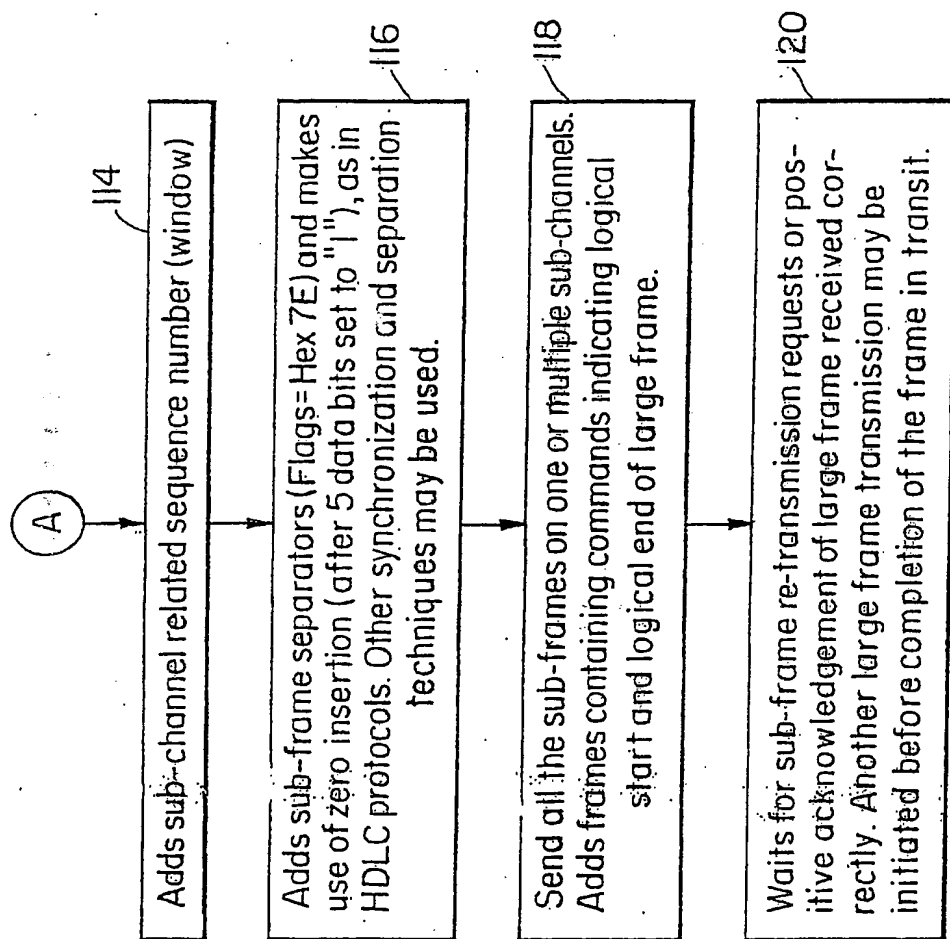 A
114
Adds sub-channel related sequence number (window)
116
Adds sub-frame separators (Flags= Hex 7E) and makes
use of zero insertion (after 5 data bits set to "1"), as in
HDLC protocols. Other synchronization and separation
techniques may be used.
118
Send all the sub-frames on one or multiple sub-channels.
Adds frames containing commands indicating logical
start and logical end of large frame.
120
Waits for sub-frame re-transmission requests or pos-
itive acknowledgement of large frame received cor-
rectly. Another large frame transmission may be
initiated before completion of the frame in transit.